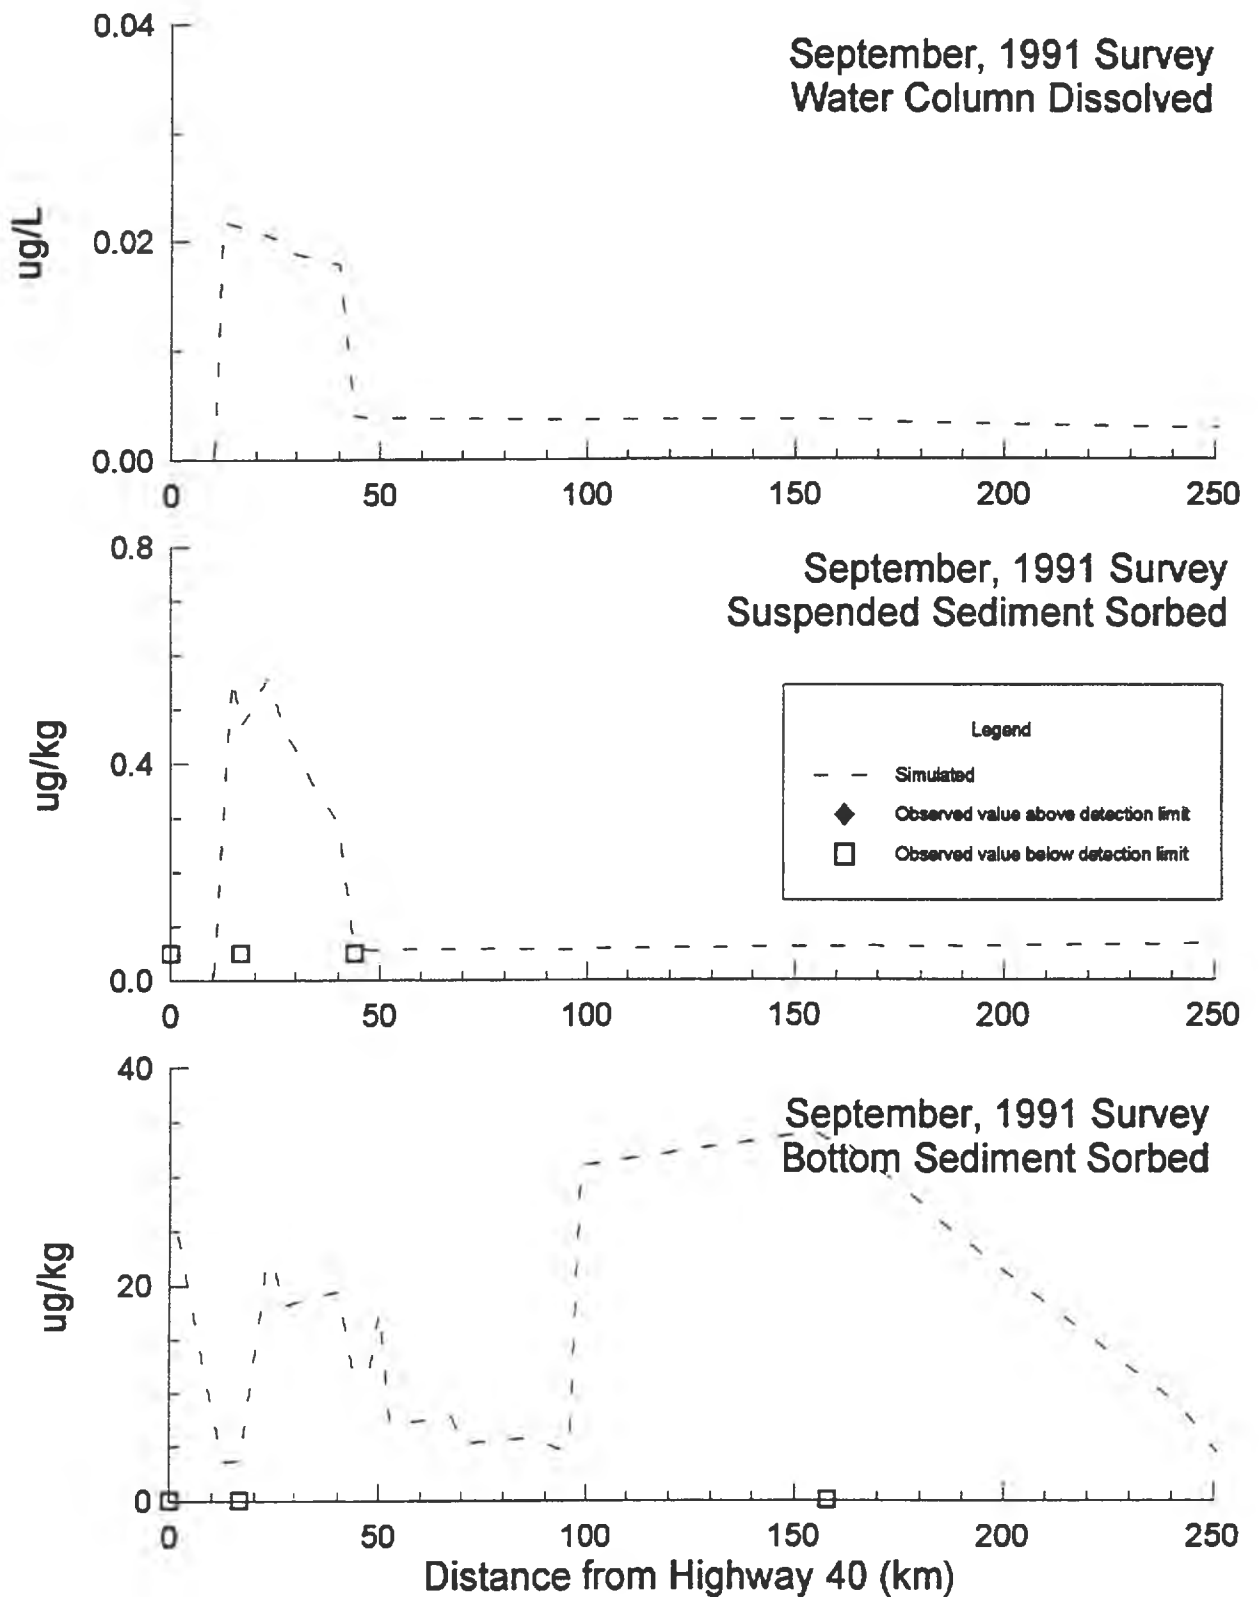 September, 1991 Survey
Water Column Dissolved
0.04
0.02
0.00
ug/L
0
50
100
150
200
250
September, 1991 Survey
Suspended Sediment Sorbed
0.8
0.4
0.0
ug/kg
Legend
Simulated
Observed value above detection limit
Observed value below detection limit
0
50
100
150
200
250
September, 1991 Survey
Bottom Sediment Sorbed
40
20
0
ug/kg
0
50
100
150
200
250
Distance from Highway 40 (km)